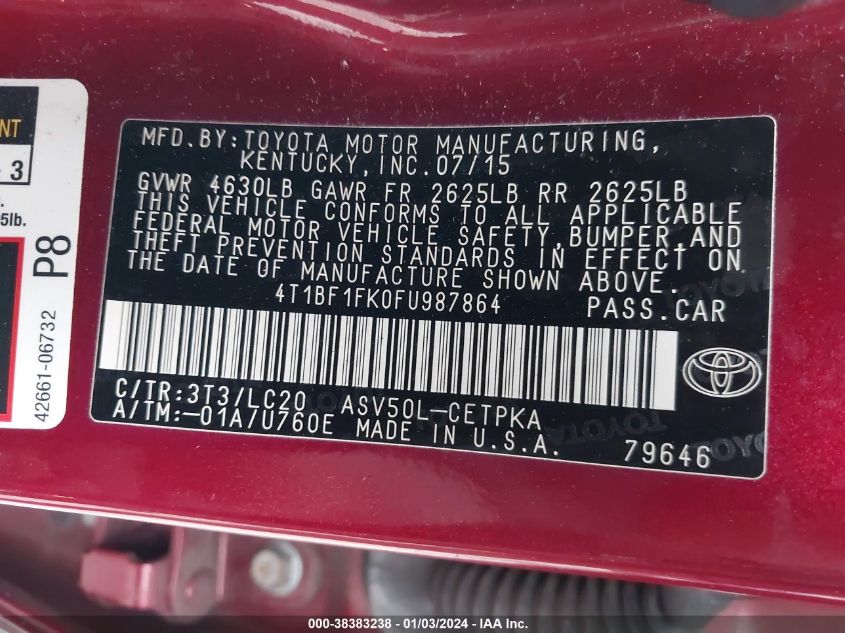 NT
3
5lb.
P8
42661-06732
MFD.BY:TOYOTA MOTOR MANUFACTURING,
KENTUCKY,INC.07/15
GVWR 4630LB GAWR FR 2625LB RR 2625LB
THIS VEHICLE CONFORMS TO ALL APPLICABLE
FEDERAL MOTOR VEHICLE SAFETY,BUMPER,AND
THEFT PREVENTION STANDARDS IN EFFECT ON
THE DATE OF MANUFACTURE SHOWN ABOVE.
4T1BF1FK0FU987864 PASS.CAR
C/TR:3T3/LC20 ASV50L-CETPKA
A/TM:-01A/U760E MADE IN U.S.A. 79646
000-38383238 - 01/03/2024 - IAA Inc.